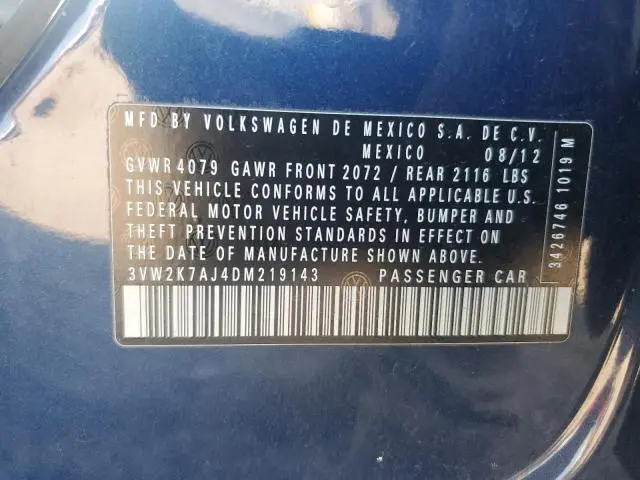 MFD BY VOLKSWAGEN DE MEXICO S.A. DE C.V.
MEXICO 08/12
GVWR 4079 GAWR FRONT 2072 / REAR 2116 LBS
THIS VEHICLE CONFORMS TO ALL APPLICABLE U.S.
FEDERAL MOTOR VEHICLE SAFETY, BUMPER AND
THEFT PREVENTION STANDARDS IN EFFECT ON
THE DATE OF MANUFACTURE SHOWN ABOVE.
3VW2K7AJ4DM219143 PASSENGER CAR
3426746 1019 M